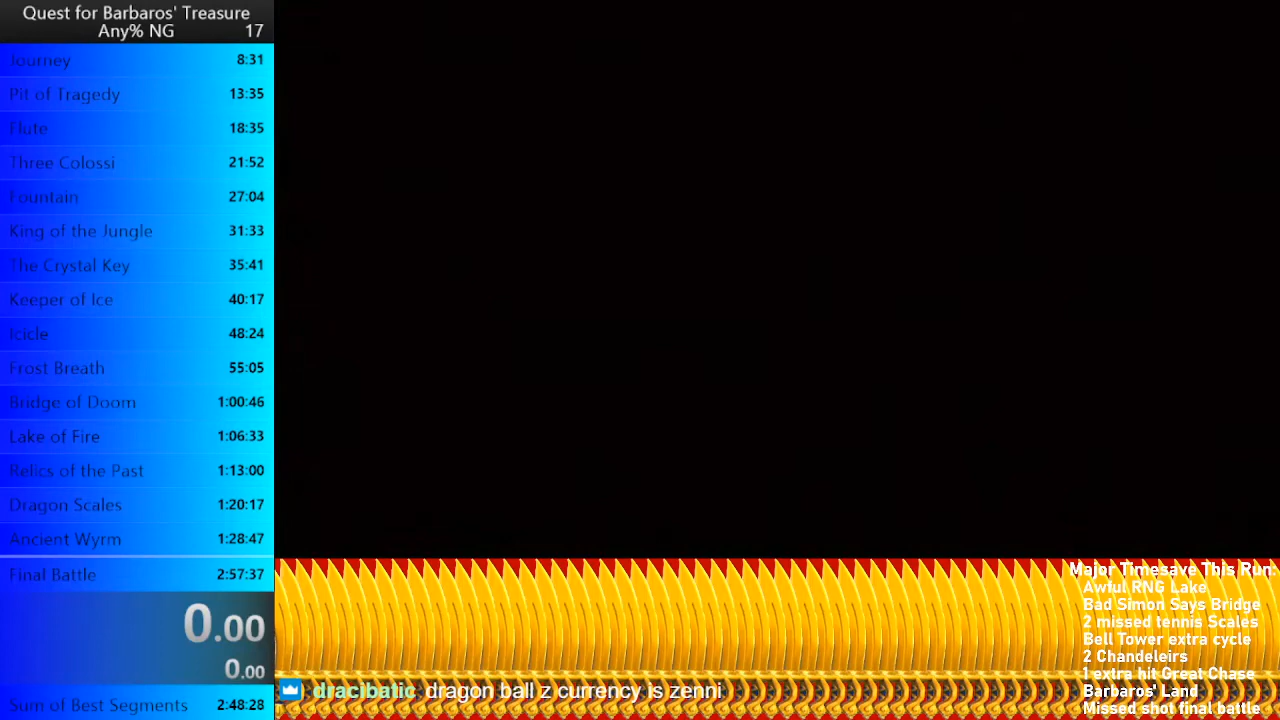 Quest for Barbaros' Treasure
Any% NG 17
Journey 8:31
Pit of Tragedy 13:35
Flute 18:35
Three Colossi 21:52
Fountain 27:04
King of the Jungle 31:33
The Crystal Key 35:41
Keeper of Ice 40:17
Icicle 48:24
Frost Breath 55:05
Bridge of Doom 1:00:46
Lake of Fire 1:06:33
Relics of the Past 1:13:00
Dragon Scales 1:20:17
Ancient Wyrm 1:28:47
Final Battle 2:57:37
0.00
0.00
Sum of Best Segments 2:48:28
Major Timesave This Run:
Awful RNG Lake
Bad Simon Says Bridge
2 missed tennis Scales
Bell Tower extra cycle
2 Chandeleirs
1 extra hit Great Chase
Barbaros' Land
Missed shot final battle
dracibatic: dragon ball z currency is zenni